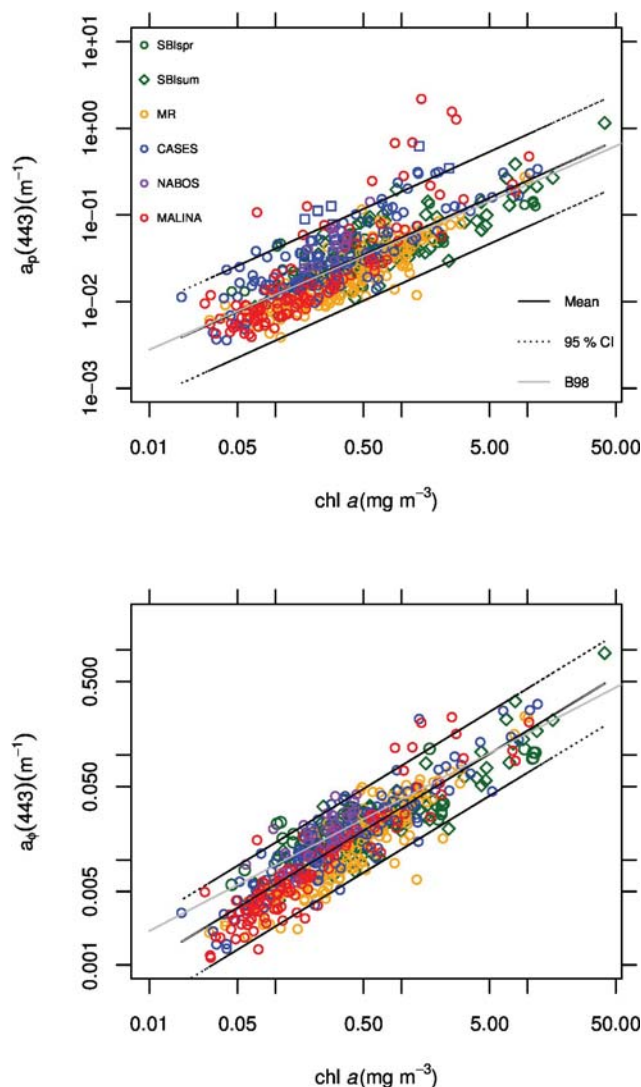 1e+01
1e+00
1e-01
1e-02
1e-03
ap(443)(m−1)
SBIspr
SBIsum
MR
CASES
NABOS
MALINA
Mean
95 % CI
B98
0.01 0.05 0.50 5.00 50.00
chl a(mg m−3)
0.500
0.050
0.005
0.001
aϕ(443)(m−1)
0.01 0.05 0.50 5.00 50.00
chl a(mg m−3)